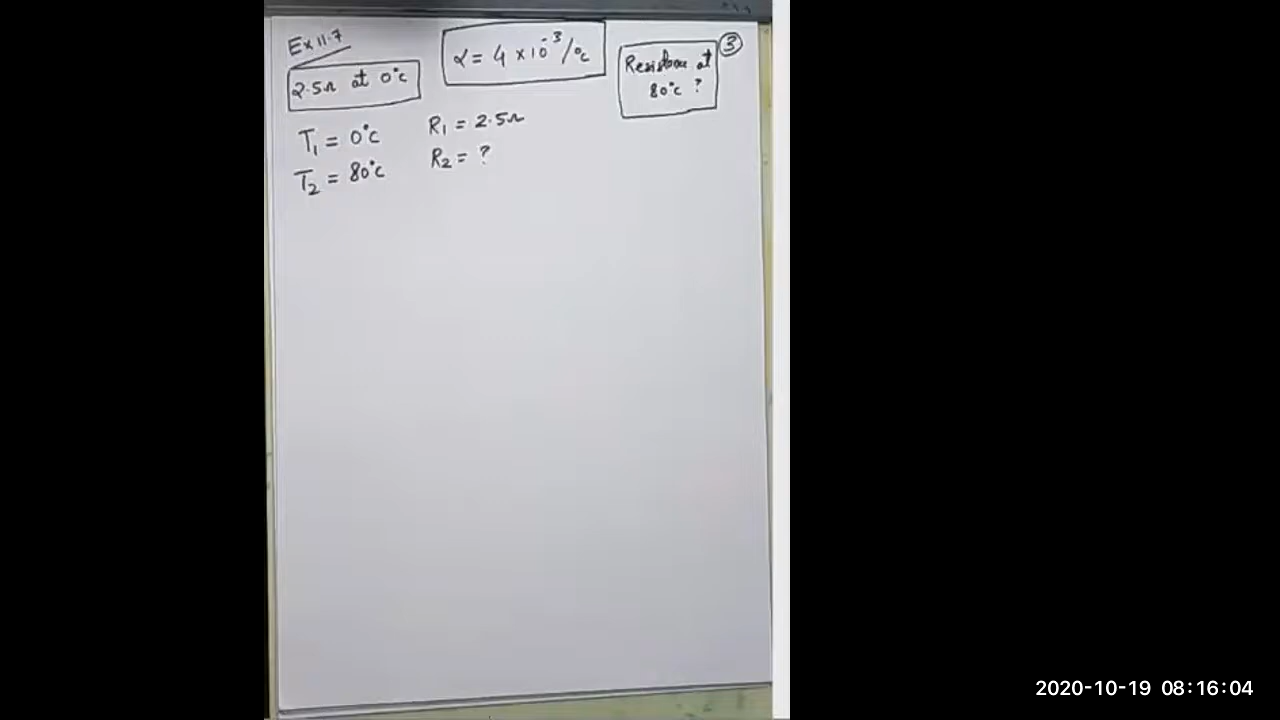 Ex 11.7
2.5Ω at 0°c
α = 4 × 10⁻³/°c
Resistance at
80°c ?
3
T₁ = 0°c
R₁ = 2.5Ω
T₂ = 80°c
R₂ = ?
2020-10-19 08:16:04